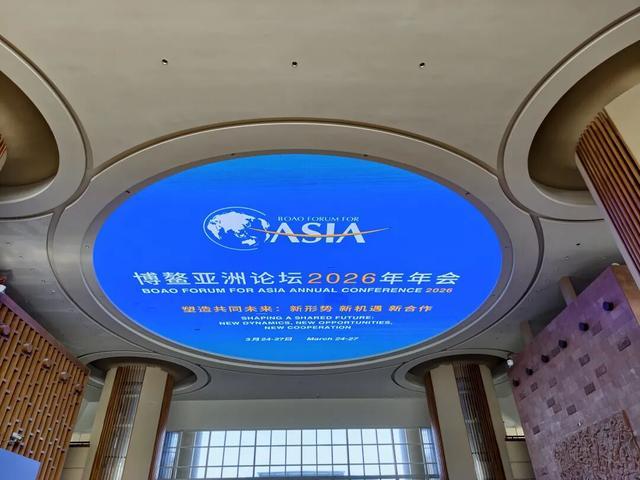 BOAO FORUM FOR
ASIA
博鳌亚洲论坛2026年年会
BOAO FORUM FOR ASIA ANNUAL CONFERENCE 2026
塑造共同未来：新形势 新机遇 新合作
SHAPING A SHARED FUTURE:
NEW DYNAMICS, NEW OPPORTUNITIES,
NEW COOPERATION
3月24-27日 March 24-27